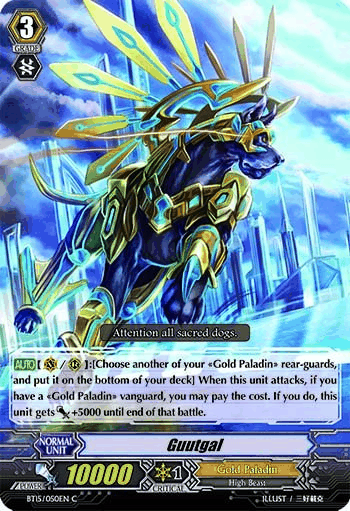 3
GRADE
Attention all sacred dogs.
AUTO [ / ]:[Choose another of your «Gold Paladin» rear-guards,
and put it on the bottom of your deck] When this unit attacks, if you
have a «Gold Paladin» vanguard, you may pay the cost. If you do, this
unit gets +5000 until end of that battle.
NORMAL
UNIT
Guutgal
POWER
10000
1
CRITICAL
Gold Paladin
High Beast
BT15/050EN C
ILLUST / 三好載克